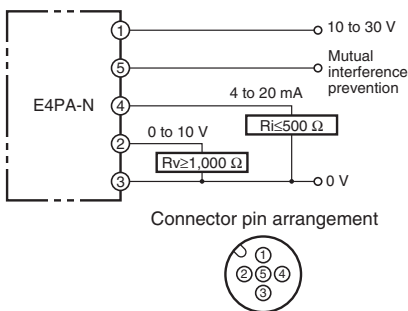 ① 10 to 30 V
⑤ Mutual
interference
prevention
E4PA-N
④ 4 to 20 mA
Ri≤500 Ω
② 0 to 10 V
Rv≥1,000 Ω
③ 0 V
Connector pin arrangement
①
② ⑤ ④
③